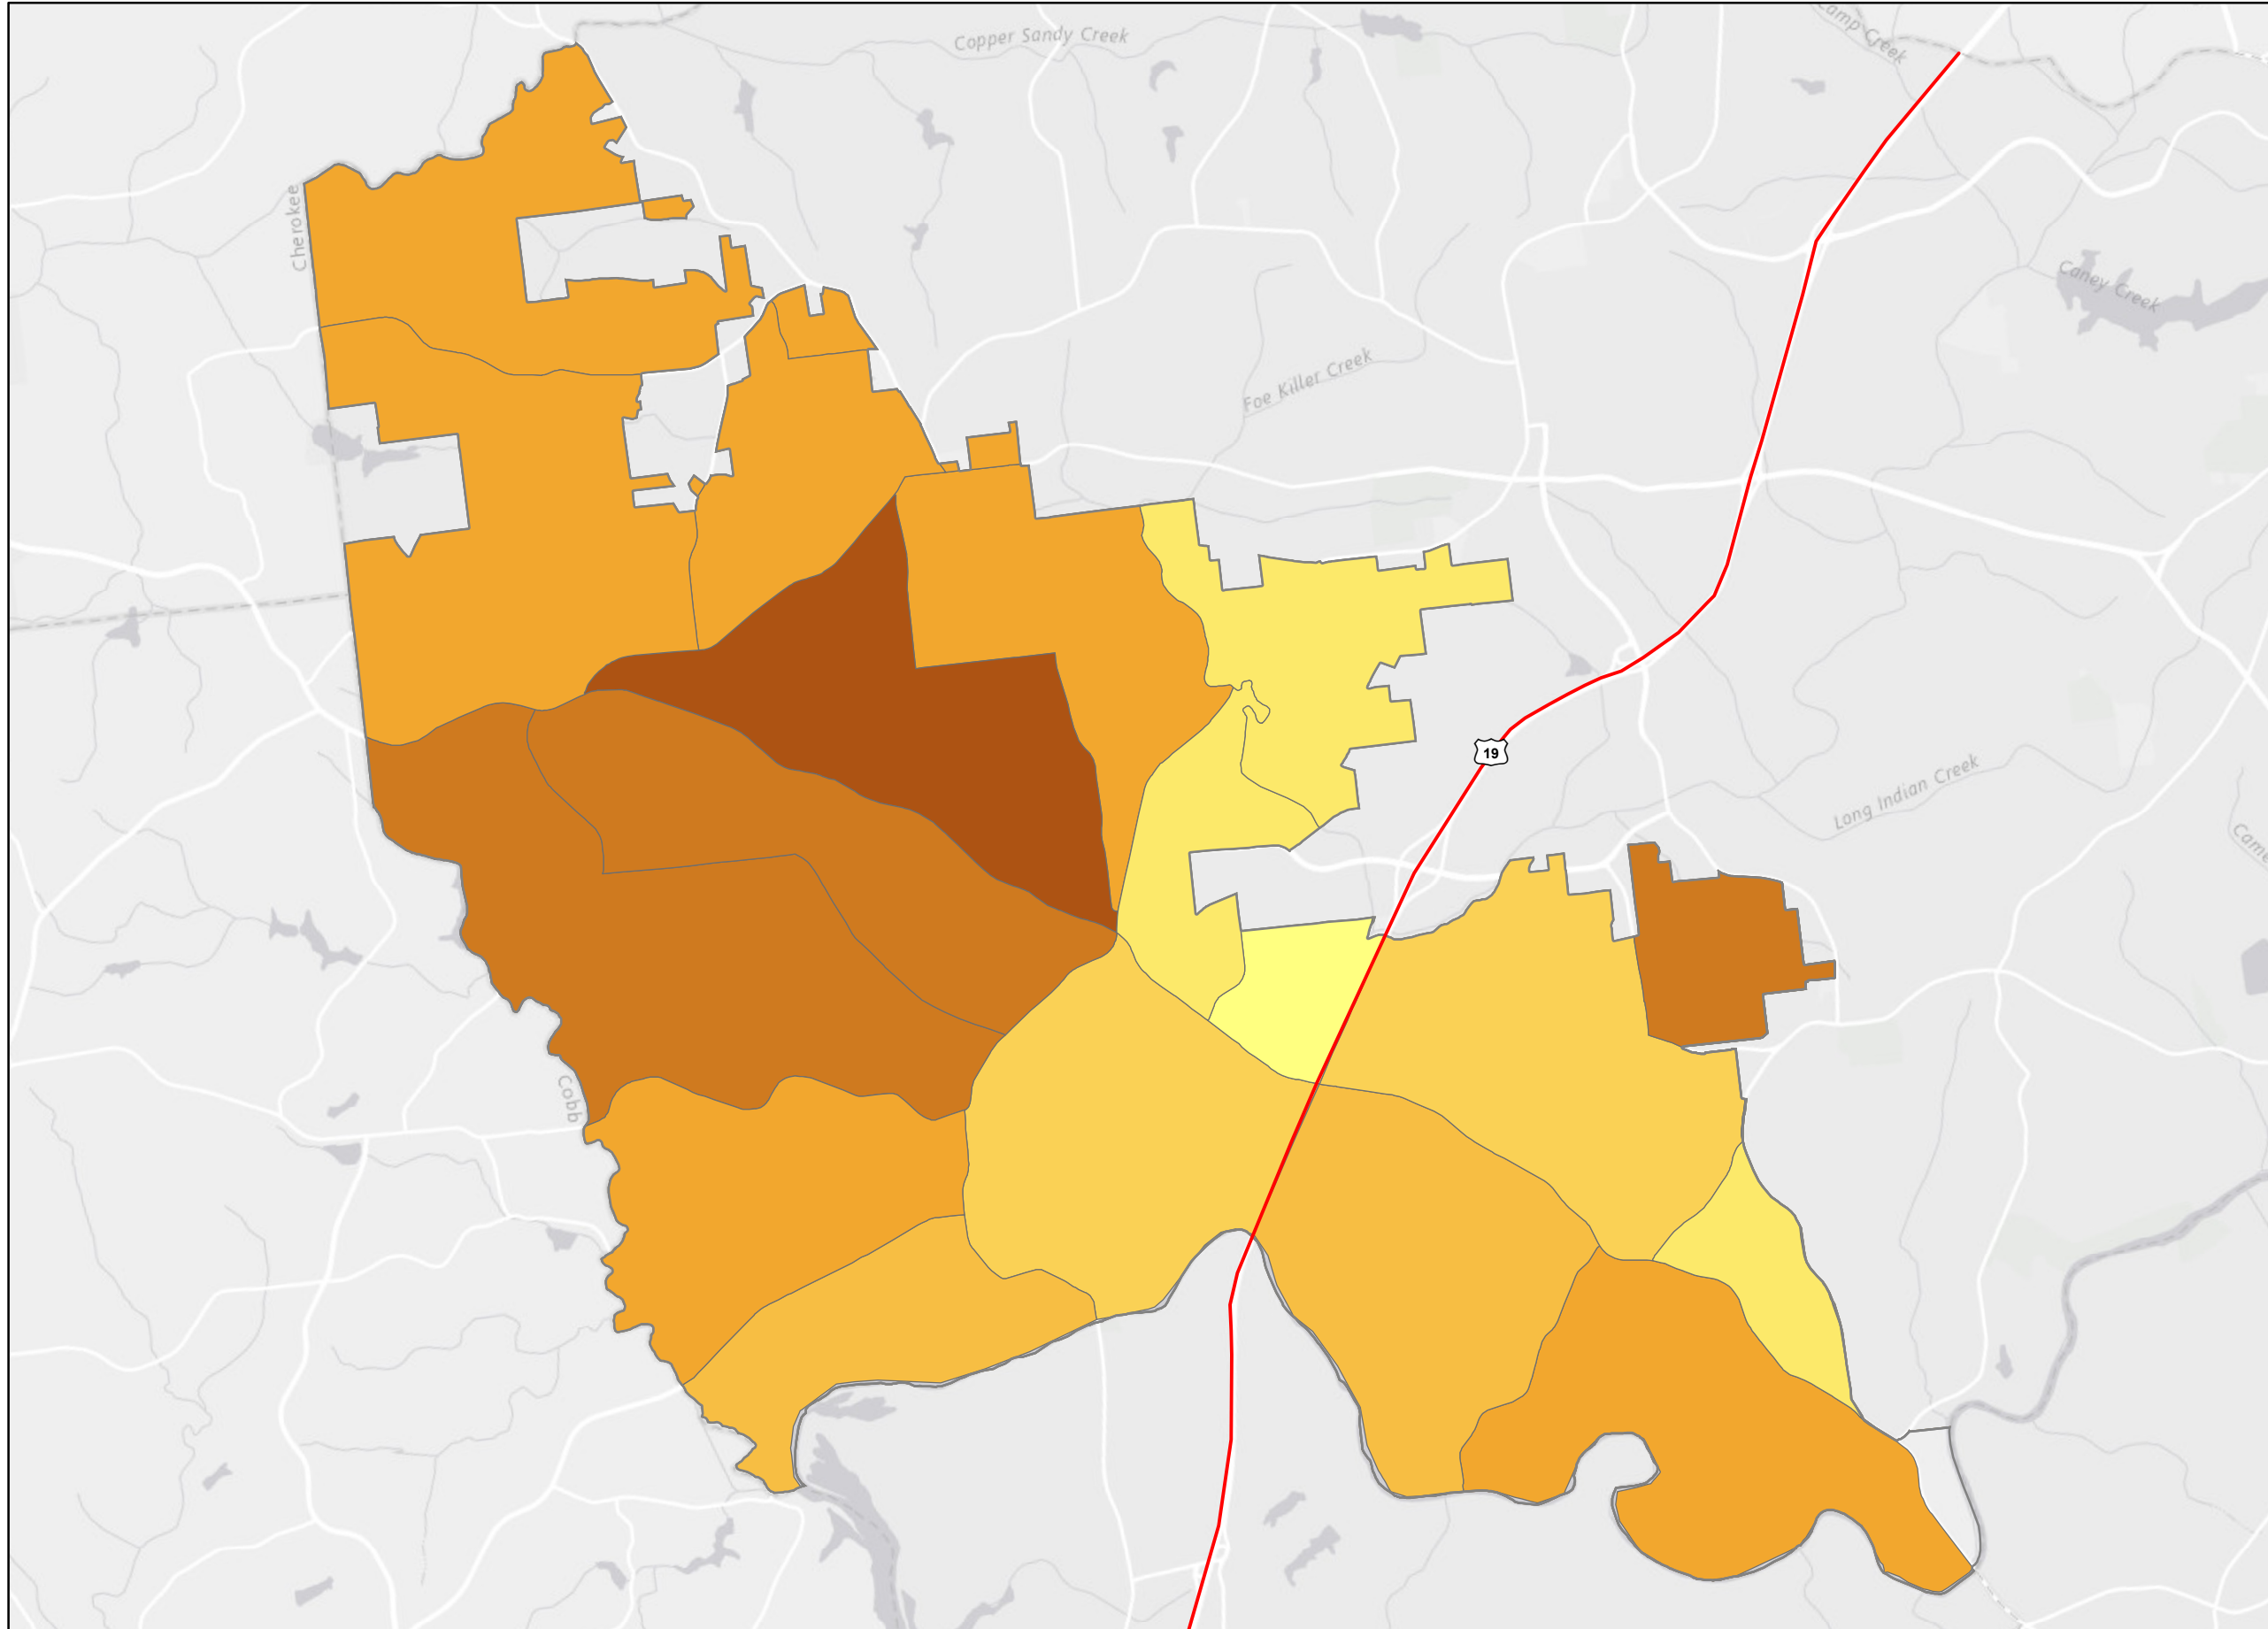 Copper Sandy Creek
Camp Creek
Cherokee
Caney Creek
Foe Killer Creek
19
Long Indian Creek
Cobb